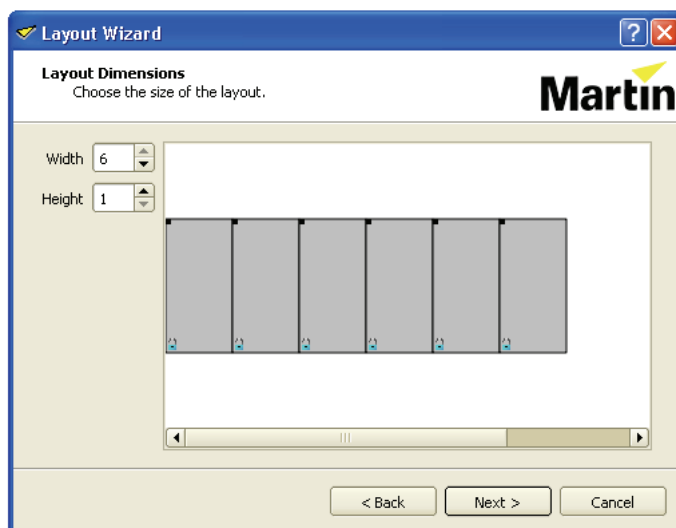 Layout Wizard
Layout Dimensions
Choose the size of the layout.
Martin
Width 6
Height 1
< Back Next > Cancel